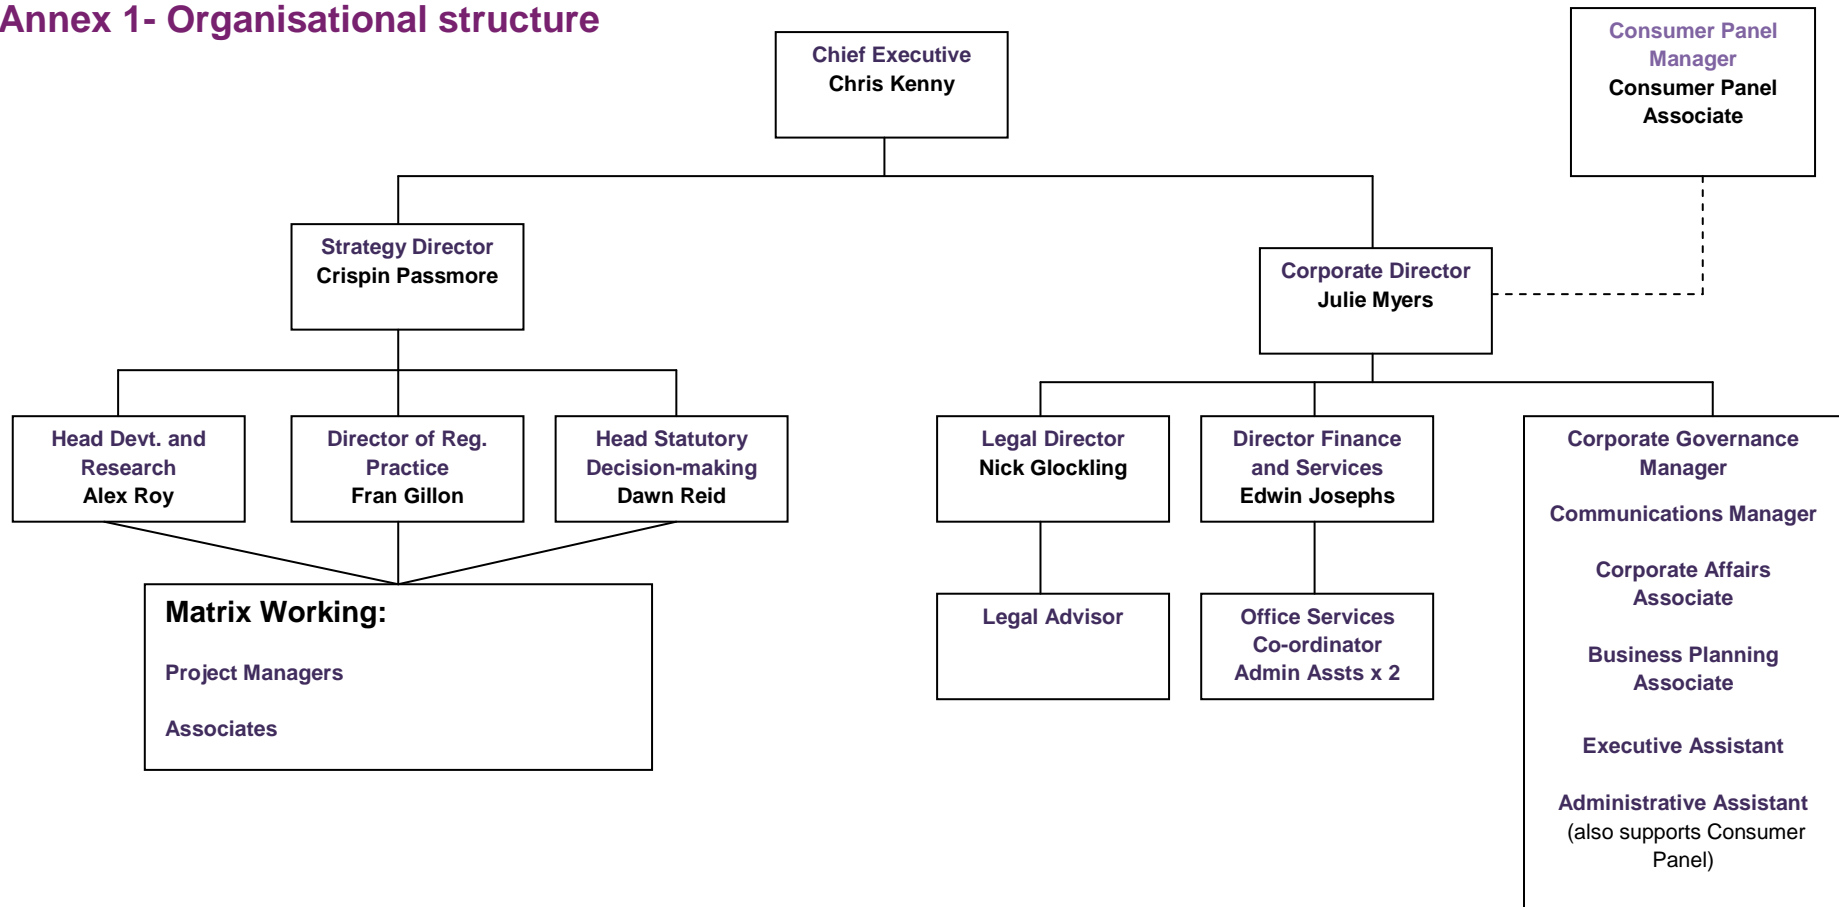 Annex 1- Organisational structure
Chief Executive
Chris Kenny
Consumer Panel
Manager
Consumer Panel
Associate
Strategy Director
Crispin Passmore
Corporate Director
Julie Myers
Head Devt. and
Research
Alex Roy
Director of Reg.
Practice
Fran Gillon
Head Statutory
Decision-making
Dawn Reid
Legal Director
Nick Glockling
Director Finance
and Services
Edwin Josephs
Corporate Governance
Manager
Communications Manager
Corporate Affairs
Associate
Business Planning
Associate
Executive Assistant
Administrative Assistant
(also supports Consumer
Panel)
Matrix Working:
Project Managers
Associates
Legal Advisor
Office Services
Co-ordinator
Admin Assts x 2